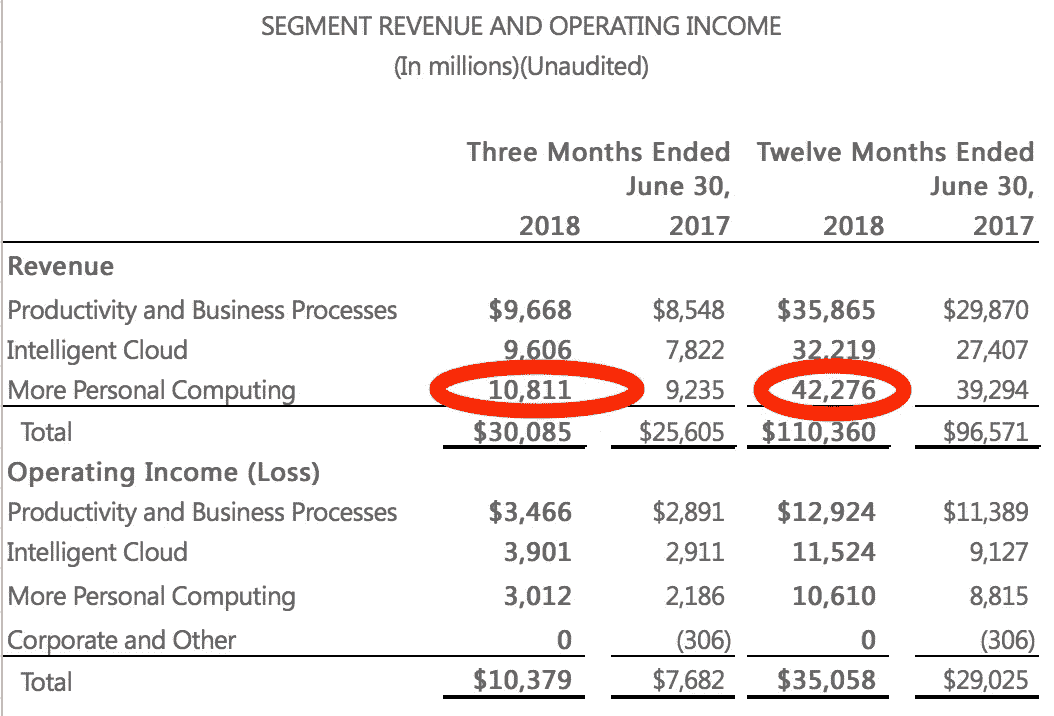 SEGMENT REVENUE AND OPERATING INCOME
(In millions)(Unaudited)
Three Months Ended Twelve Months Ended
June 30, June 30,
2018 2017 2018 2017
Revenue
Productivity and Business Processes $9,668 $8,548 $35,865 $29,870
Intelligent Cloud 9,606 7,822 32,219 27,407
More Personal Computing 10,811 9,235 42,276 39,294
Total $30,085 $25,605 $110,360 $96,571
Operating Income (Loss)
Productivity and Business Processes $3,466 $2,891 $12,924 $11,389
Intelligent Cloud 3,901 2,911 11,524 9,127
More Personal Computing 3,012 2,186 10,610 8,815
Corporate and Other 0 (306) 0 (306)
Total $10,379 $7,682 $35,058 $29,025